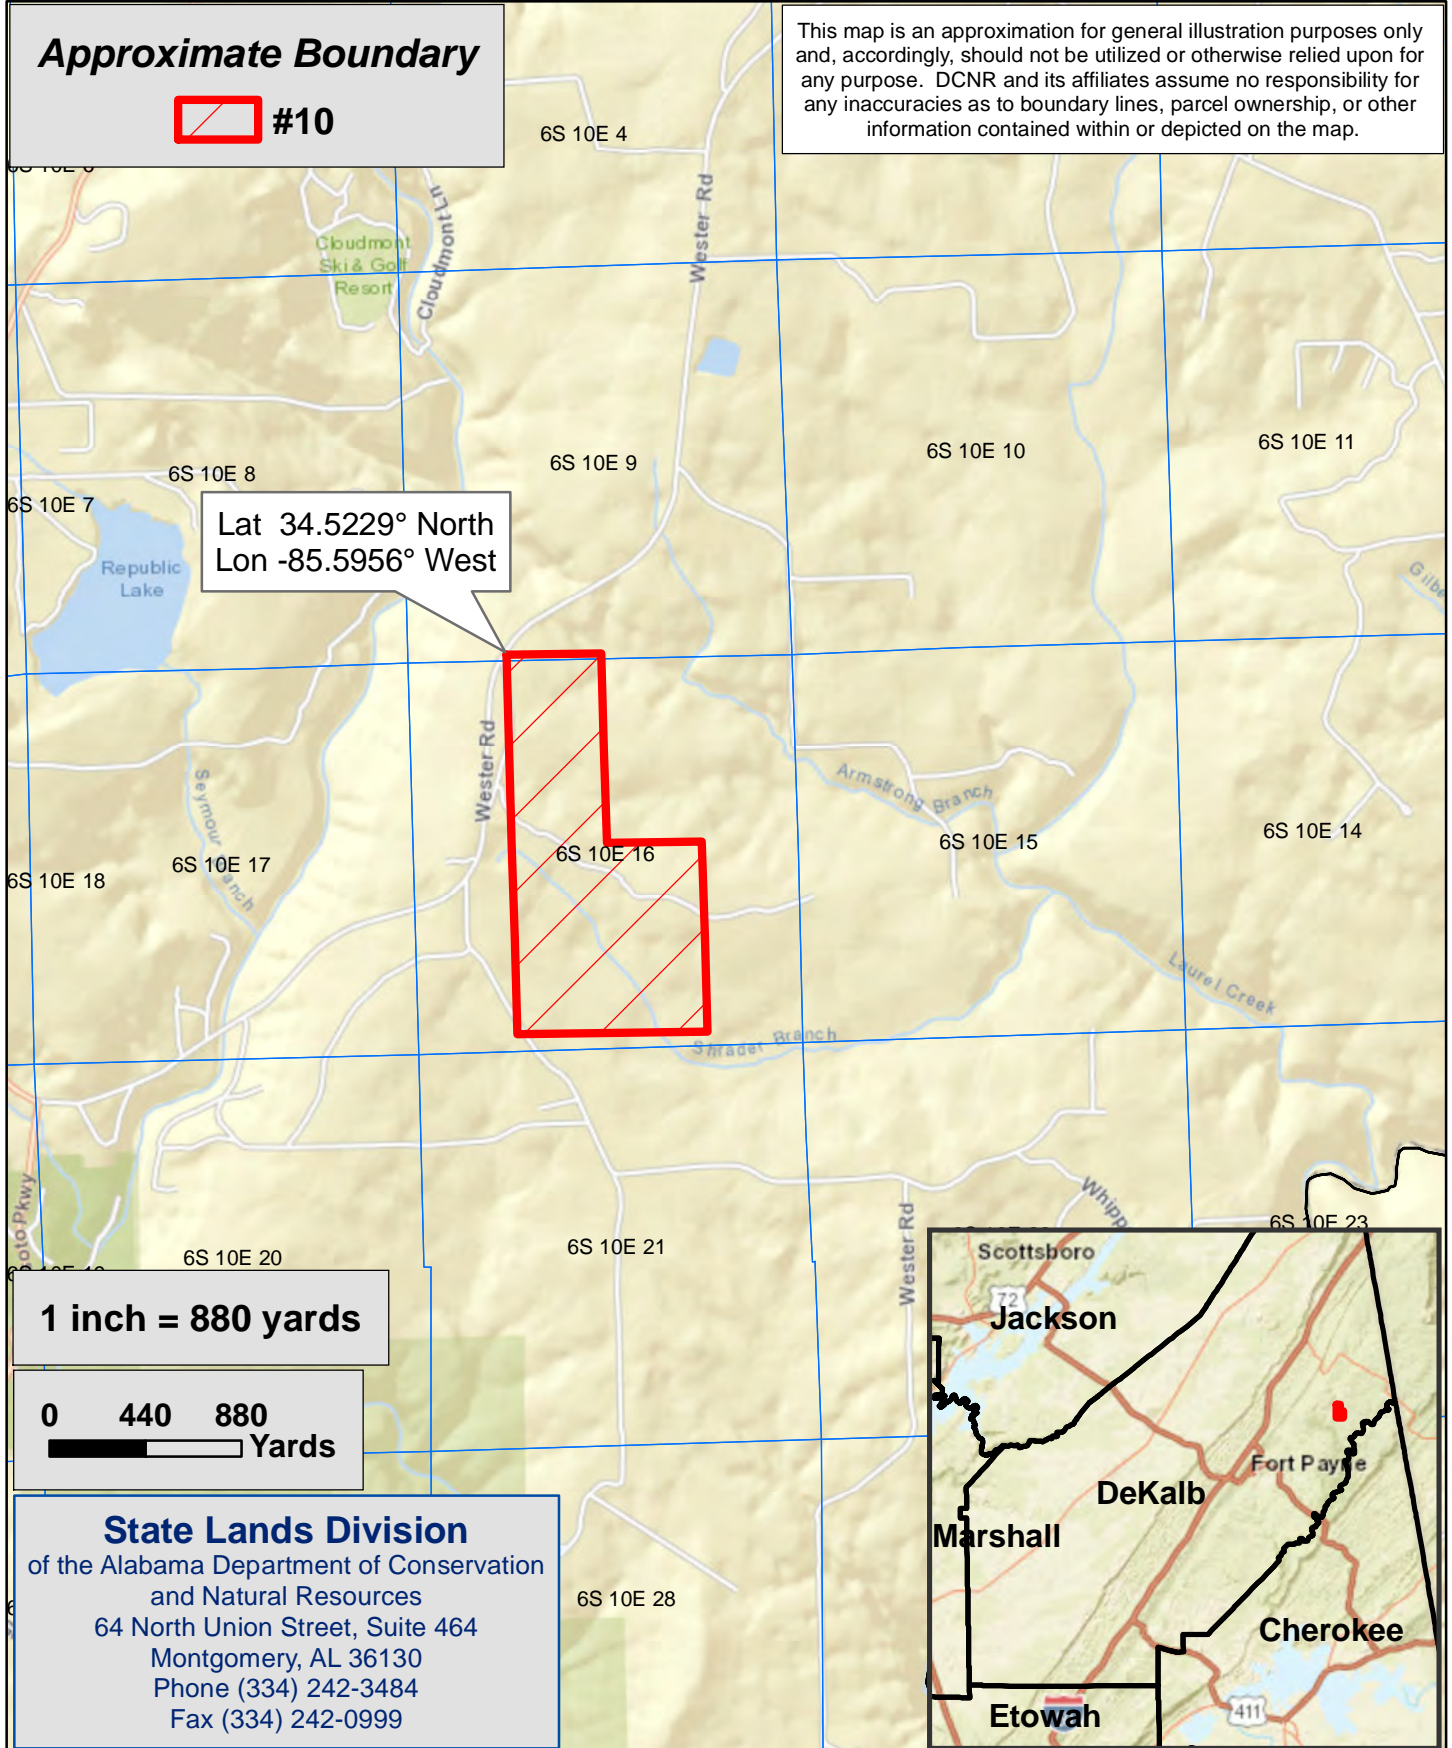 Approximate Boundary
#10
This map is an approximation for general illustration purposes only
and, accordingly, should not be utilized or otherwise relied upon for
any purpose. DCNR and its affiliates assume no responsibility for
any inaccuracies as to boundary lines, parcel ownership, or other
information contained within or depicted on the map.
6S 10E 4
Cloudmont Ln
Wester Rd
Cloudmont
Ski & Golf
Resort
6S 10E 7
6S 10E 8
6S 10E 9
6S 10E 10
6S 10E 11
Lat 34.5229° North
Lon -85.5956° West
Republic
Lake
Wester Rd
Seymour Branch
Armstrong Branch
6S 10E 18
6S 10E 17
6S 10E 16
6S 10E 15
6S 10E 14
Laurel Creek
Shrader Branch
Whipp
oto Pkwy
Wester Rd
6S 10E 20
6S 10E 21
6S 10E 23
6S 10E 28
1 inch = 880 yards
0 440 880
Yards
State Lands Division
of the Alabama Department of Conservation
and Natural Resources
64 North Union Street, Suite 464
Montgomery, AL 36130
Phone (334) 242-3484
Fax (334) 242-0999
Scottsboro
72
Jackson
Fort Payne
DeKalb
Marshall
Cherokee
Etowah
411